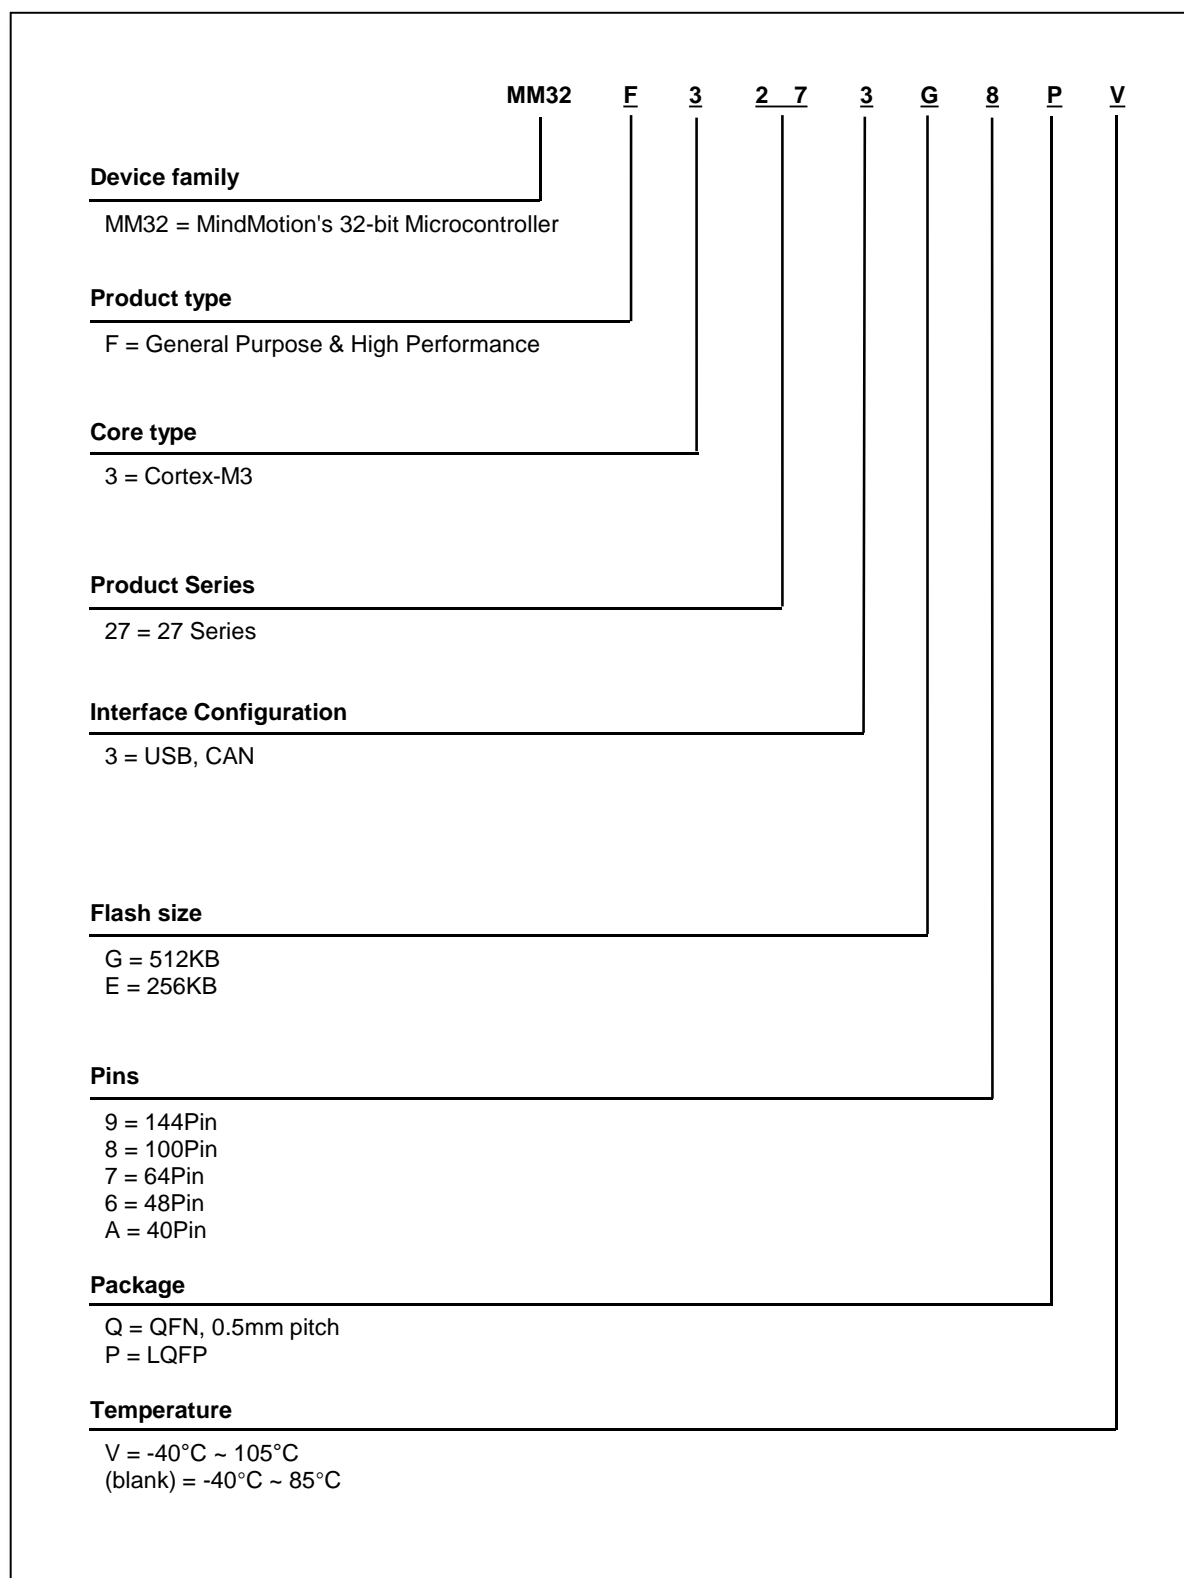 MM32 F 3 2 7 3 G 8 P V
Device family
MM32 = MindMotion's 32-bit Microcontroller
Product type
F = General Purpose & High Performance
Core type
3 = Cortex-M3
Product Series
27 = 27 Series
Interface Configuration
3 = USB, CAN
Flash size
G = 512KB
E = 256KB
Pins
9 = 144Pin
8 = 100Pin
7 = 64Pin
6 = 48Pin
A = 40Pin
Package
Q = QFN, 0.5mm pitch
P = LQFP
Temperature
V = -40°C ~ 105°C
(blank) = -40°C ~ 85°C